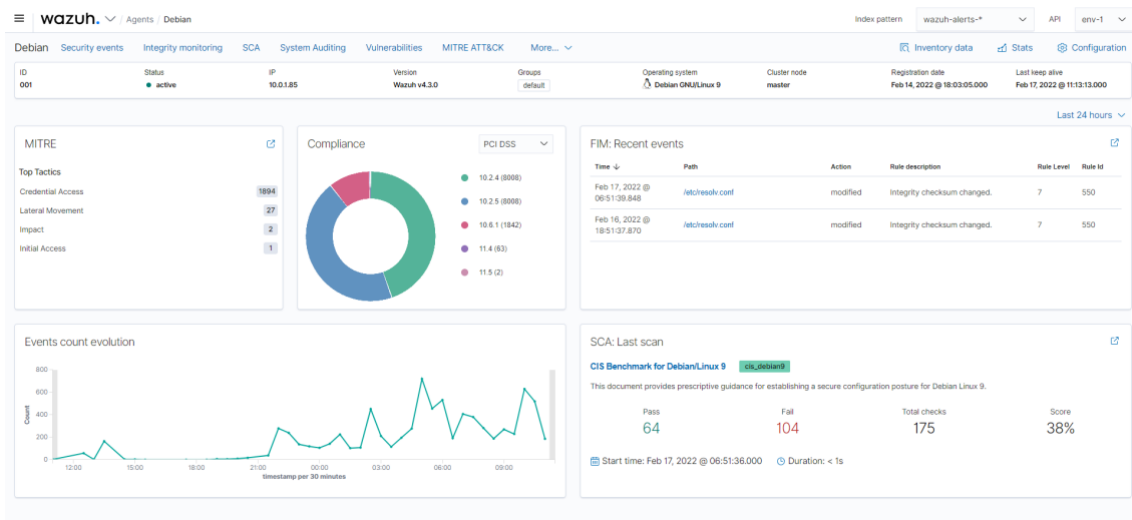 wazuh. Agents Debian Index pattern wazuh-alerts-* API env-1
Debian Security events Integrity monitoring SCA System Auditing Vulnerabilities MITRE ATT&CK More... Inventory data Stats Configuration
ID Status IP Version Groups Operating system Cluster node Registration date Last keep alive
001 active 10.0.1.85 Wazuh v4.3.0 default Debian GNU/Linux 9 master Feb 14, 2022 @ 18:03:05.000 Feb 17, 2022 @ 11:13:13.000
Last 24 hours
MITRE
Top Tactics
Credential Access 1894
Lateral Movement 27
Impact 2
Initial Access 1
Compliance PCI DSS
10.2.4 (8008)
10.2.5 (8008)
10.6.1 (1842)
11.4 (63)
11.5 (2)
FIM: Recent events
Time Path Action Rule description Rule Level Rule Id
Feb 17, 2022 @
06:51:39.848 /etc/resolv.conf modified Integrity checksum changed. 7 550
Feb 16, 2022 @
18:51:37.870 /etc/resolv.conf modified Integrity checksum changed. 7 550
Events count evolution
Count
800
600
400
200
0
12:00 15:00 18:00 21:00 00:00 03:00 06:00 09:00
timestamp per 30 minutes
SCA: Last scan
CIS Benchmark for Debian/Linux 9 cis_debian9
This document provides prescriptive guidance for establishing a secure configuration posture for Debian Linux 9.
Pass Fail Total checks Score
64 104 175 38%
Start time: Feb 17, 2022 @ 06:51:36.000 Duration: < 1s